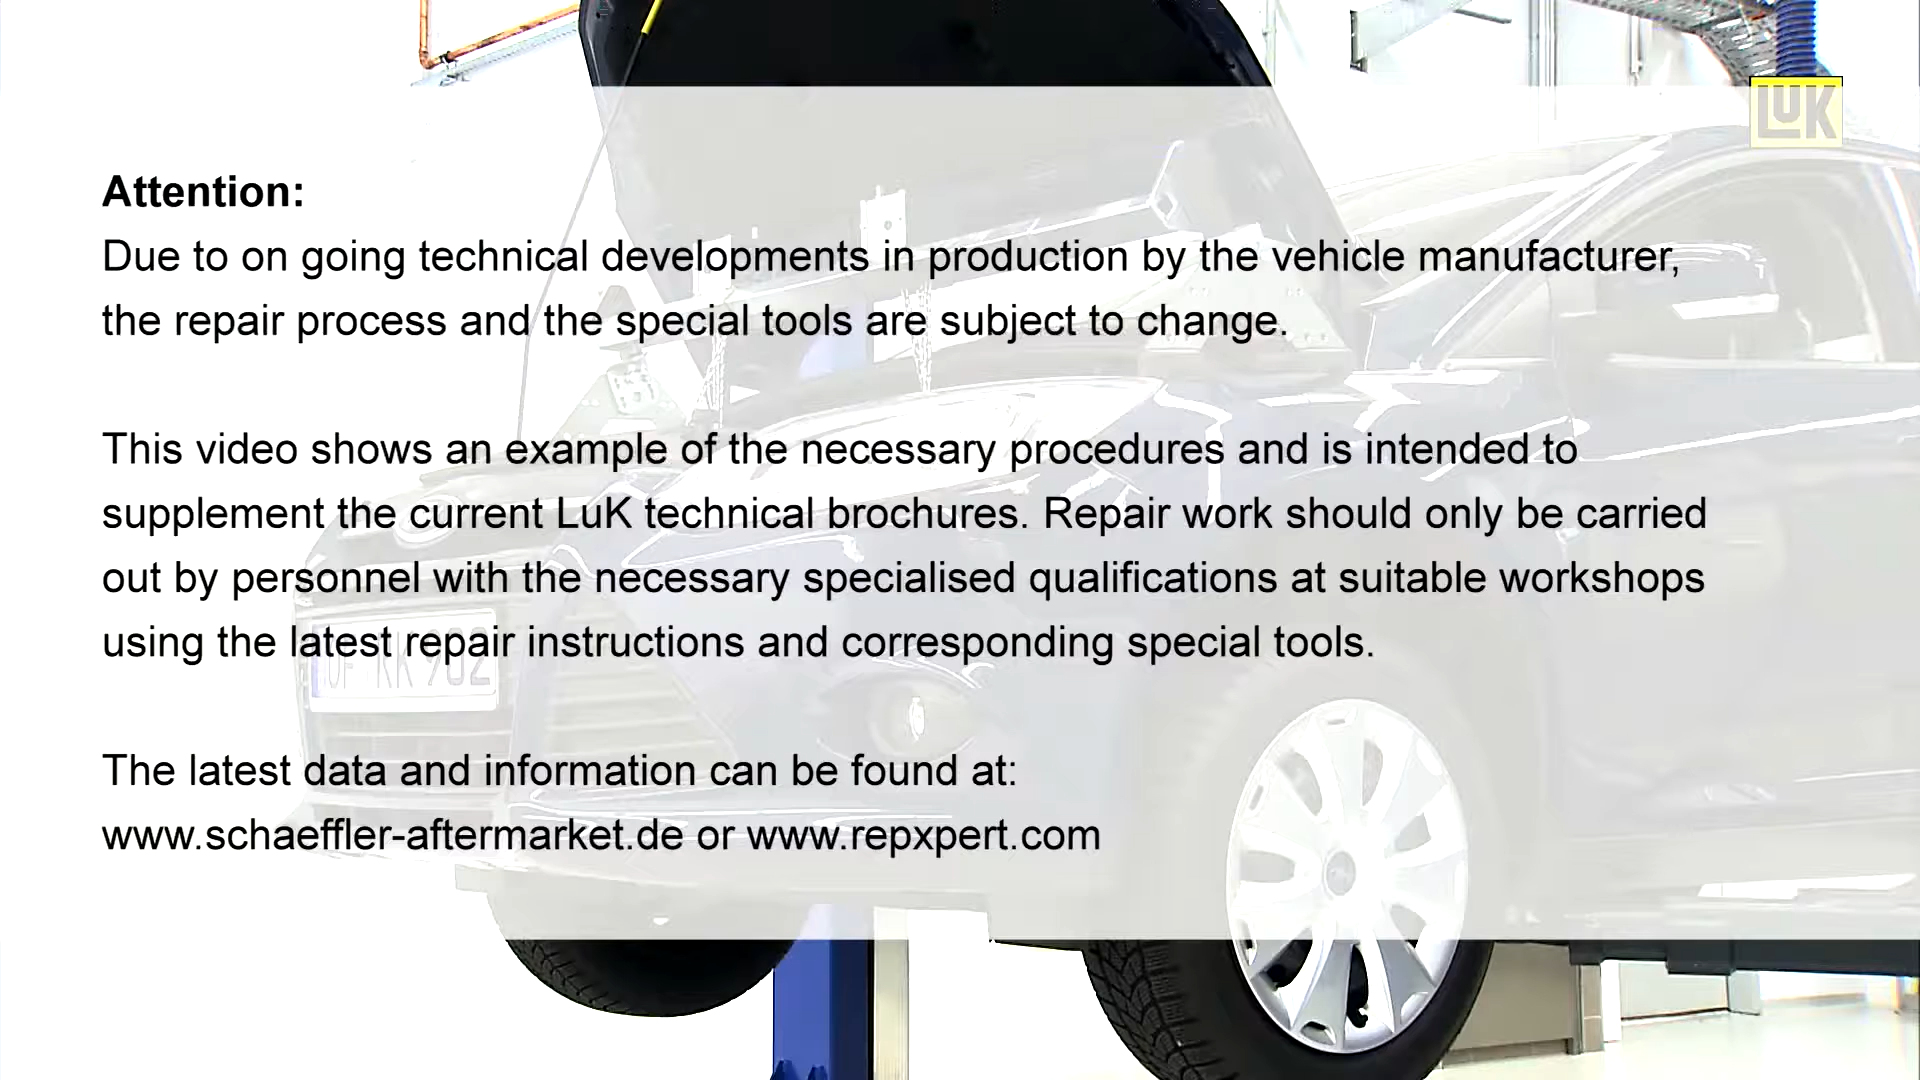 LUK
Attention:
Due to on going technical developments in production by the vehicle manufacturer,
the repair process and the special tools are subject to change.
This video shows an example of the necessary procedures and is intended to
supplement the current LuK technical brochures. Repair work should only be carried
out by personnel with the necessary specialised qualifications at suitable workshops
using the latest repair instructions and corresponding special tools.
The latest data and information can be found at:
www.schaeffler-aftermarket.de or www.repxpert.com